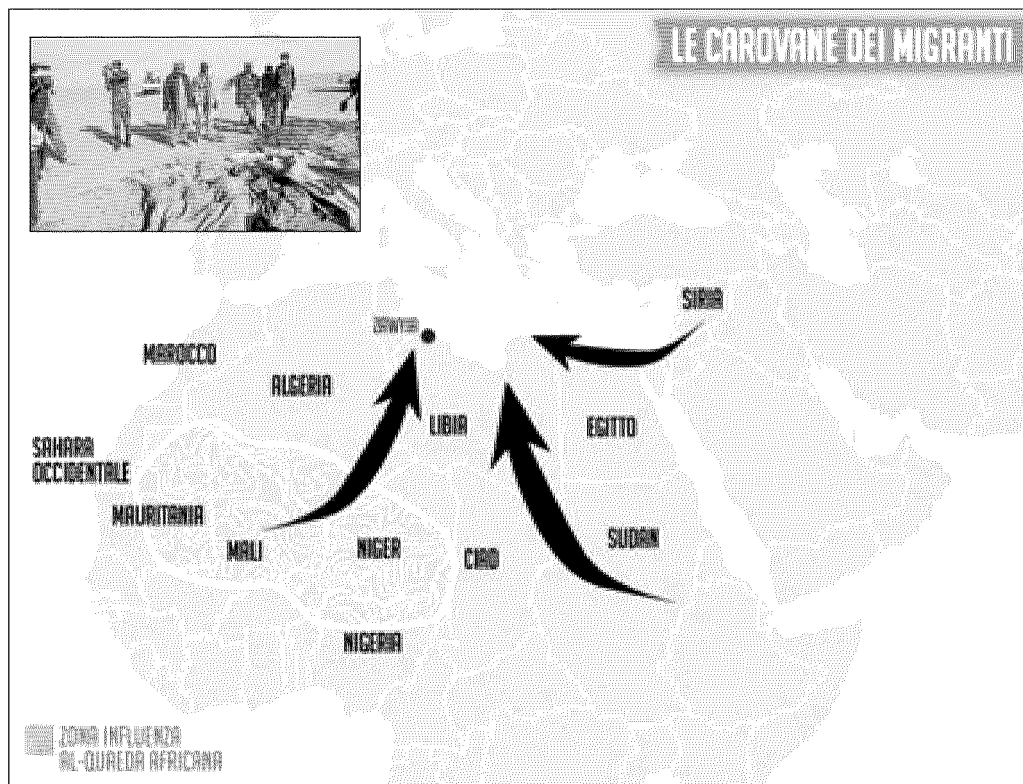 LE CAROVANE DEI MIGRANTI
SIRIA
ZAWYIA
MAROCCO
ALGERIA
LIBIA
EGITTO
SAHARA
OCCIDENTALE
MAURITANIA
MALI
NIGER
CIAD
SUDAN
NIGERIA
ZONA INFLUENZA
AL-QUAEDA AFRICANA